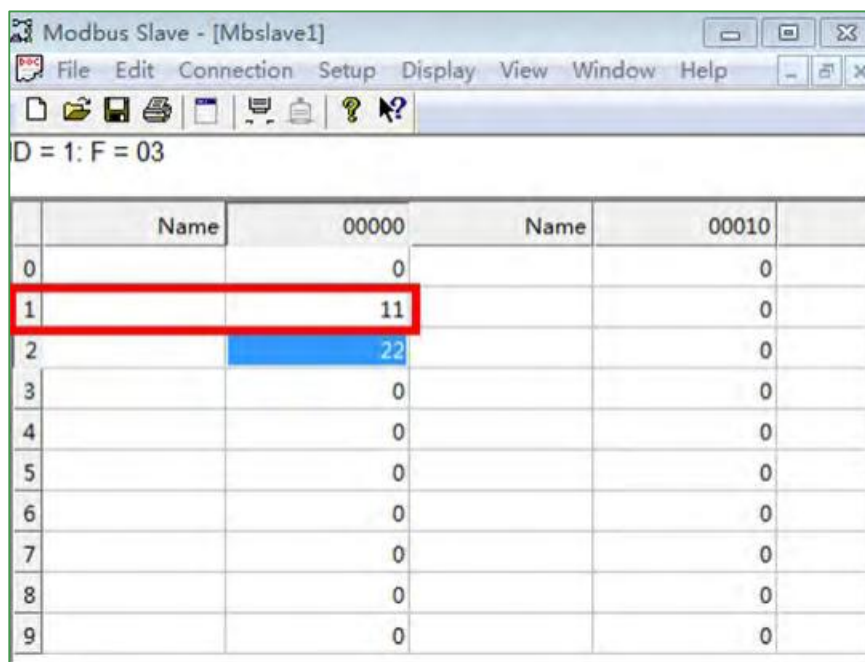 Modbus Slave - [Mbslave1]
File Edit Connection Setup Display View Window Help
ID = 1: F = 03
Name 00000 Name 00010
0 0 0
1 11 0
2 22 0
3 0 0
4 0 0
5 0 0
6 0 0
7 0 0
8 0 0
9 0 0